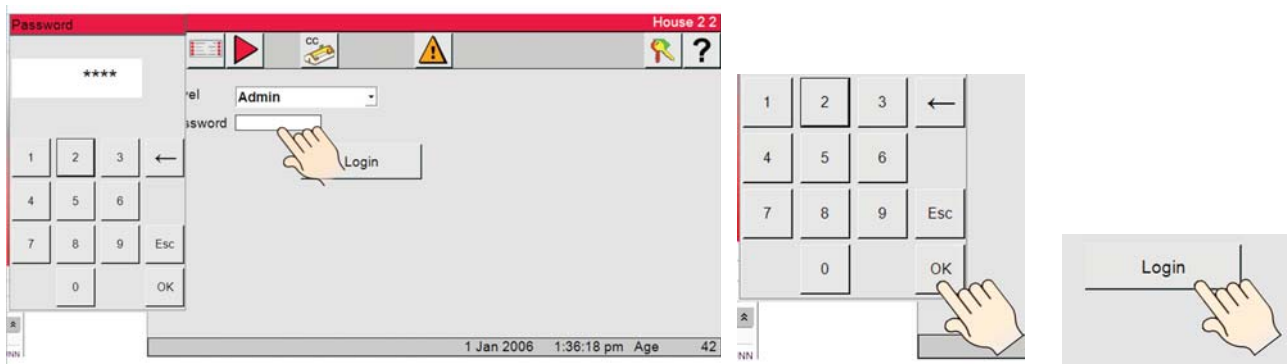 Password
House 2 2
CC
?
****
vel
Admin
ssword
Login
1 2 3 ←
4 5 6
7 8 9 Esc
0 OK
NN
1 Jan 2006 1:36:18 pm Age 42
1 2 3 ←
4 5 6
7 8 9 Esc
0 OK
NN
Login